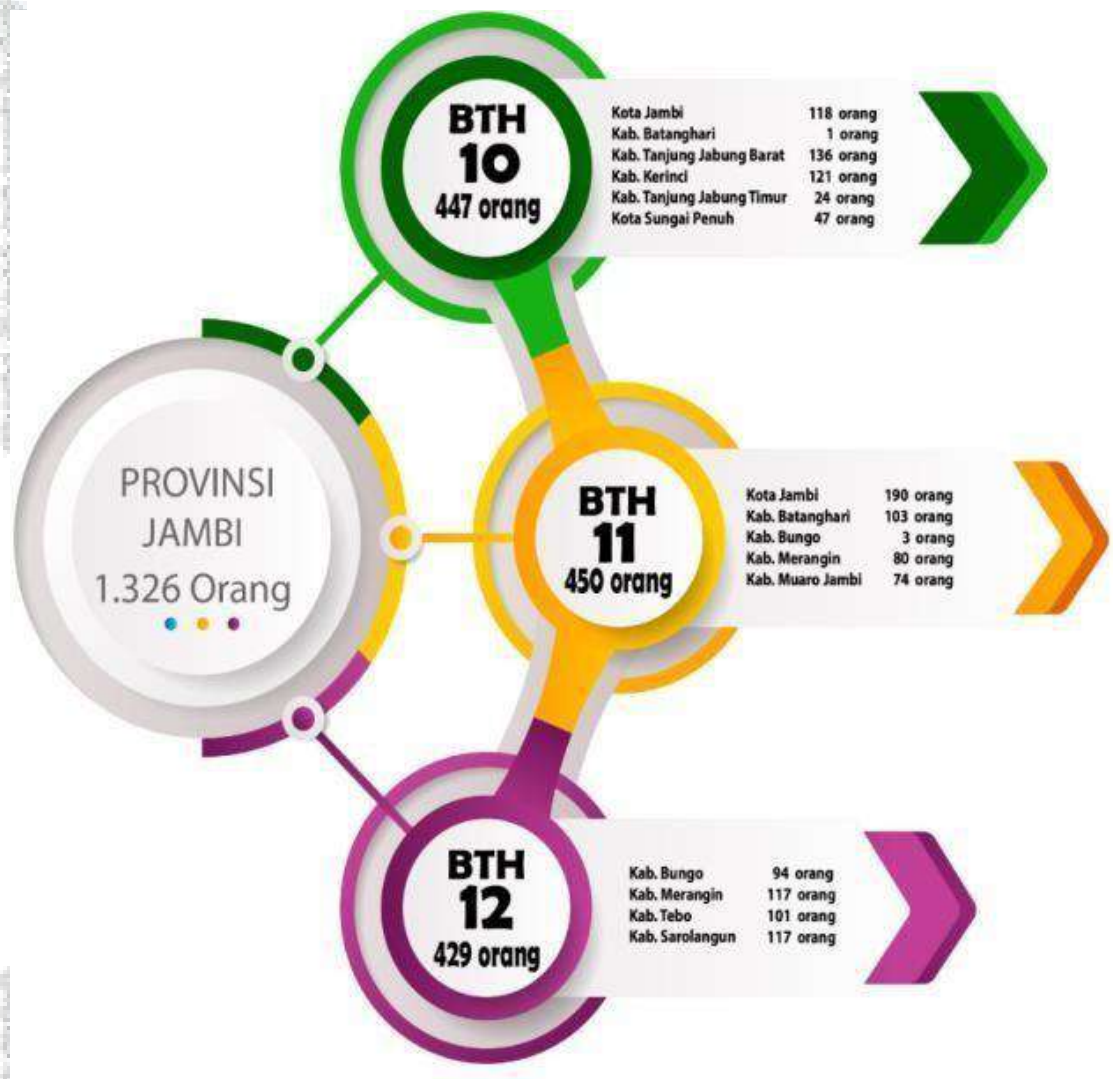 PROVINSI
JAMBI
1.326 Orang
BTH
10
447 orang
Kota Jambi 118 orang
Kab. Batanghari 1 orang
Kab. Tanjung Jabung Barat 136 orang
Kab. Kerinci 121 orang
Kab. Tanjung Jabung Timur 24 orang
Kota Sungai Penuh 47 orang
BTH
11
450 orang
Kota Jambi 190 orang
Kab. Batanghari 103 orang
Kab. Bungo 3 orang
Kab. Merangin 80 orang
Kab. Muaro Jambi 74 orang
BTH
12
429 orang
Kab. Bungo 94 orang
Kab. Merangin 117 orang
Kab. Tebo 101 orang
Kab. Sarolangun 117 orang